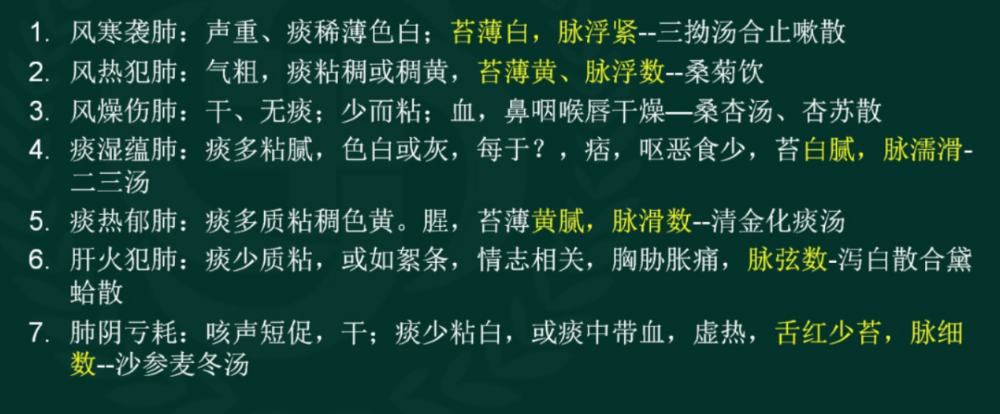 1. 风寒袭肺：声重、痰稀薄色白；苔薄白，脉浮紧--三拗汤合止嗽散
2. 风热犯肺：气粗，痰粘稠或稠黄，苔薄黄、脉浮数--桑菊饮
3. 风燥伤肺：干、无痰；少而粘；血，鼻咽喉唇干燥—桑杏汤、杏苏散
4. 痰湿蕴肺：痰多粘腻，色白或灰，每于？，痞，呕恶食少，苔白腻，脉濡滑-
二三汤
5. 痰热郁肺：痰多质粘稠色黄。腥，苔薄黄腻，脉滑数--清金化痰汤
6. 肝火犯肺：痰少质粘，或如絮条，情志相关，胸胁胀痛，脉弦数-泻白散合黛
蛤散
7. 肺阴亏耗：咳声短促，干；痰少粘白，或痰中带血，虚热，舌红少苔，脉细
数--沙参麦冬汤